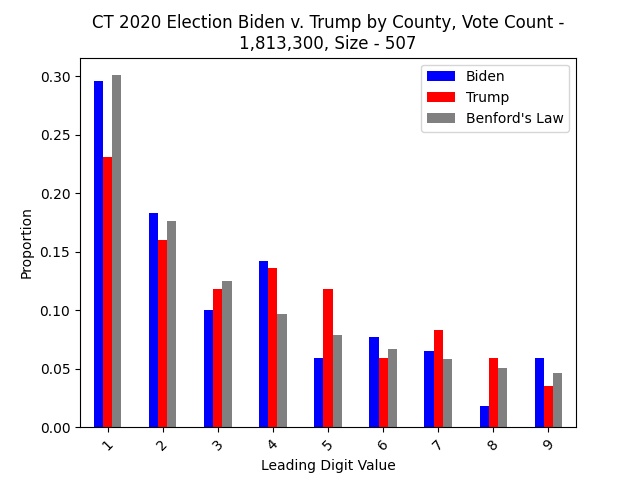 CT 2020 Election Biden v. Trump by County, Vote Count -
1,813,300, Size - 507
Biden
Trump
Benford's Law
0.30
0.25
0.20
0.15
0.10
0.05
0.00
Proportion
1 2 3 4 5 6 7 8 9
Leading Digit Value